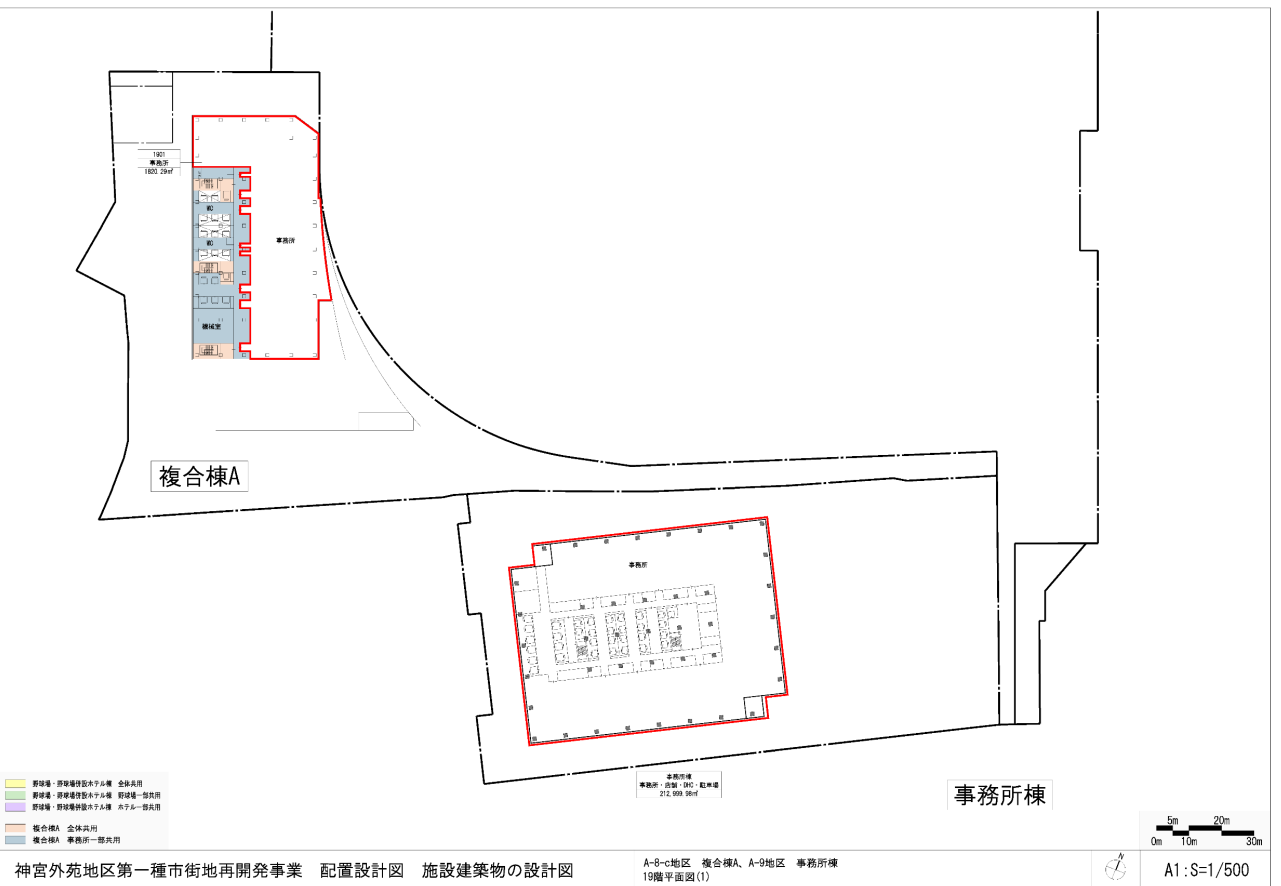 1901
事務所
1820.29㎡
WC
WC
事務所
機械室
複合棟A
事務所
事務所棟
事務所・店舗・DHC・駐車場
212,999.98㎡
事務所棟
野球場・野球場併設ホテル棟 全体共用
野球場・野球場併設ホテル棟 野球場一部共用
野球場・野球場併設ホテル棟 ホテル一部共用
複合棟A 全体共用
複合棟A 事務所一部共用
5m 20m
0m 10m 30m
神宮外苑地区第一種市街地再開発事業 配置設計図 施設建築物の設計図
A-8-c地区 複合棟A、A-9地区 事務所棟
19階平面図(1)
N
A1:S=1/500